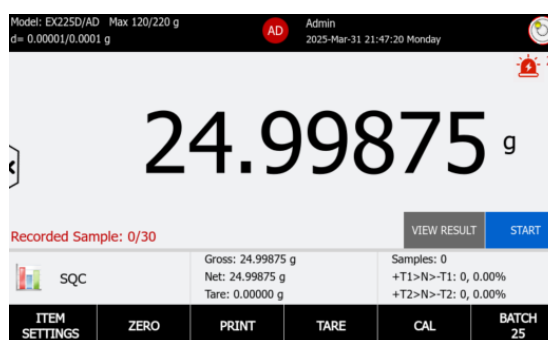 Model: EX225D/AD Max 120/220 g
d= 0.00001/0.0001 g
AD
Admin
2025-Mar-31 21:47:20 Monday
24.99875 g
Recorded Sample: 0/30
VIEW RESULT
START
SQC
Gross: 24.99875 g
Net: 24.99875 g
Tare: 0.00000 g
Samples: 0
+T1>N>-T1: 0, 0.00%
+T2>N>-T2: 0, 0.00%
ITEM
SETTINGS
ZERO
PRINT
TARE
CAL
BATCH
25